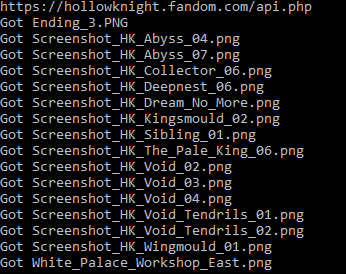 https://hollowknight.fandom.com/api.php
Got Ending_3.PNG
Got Screenshot_HK_Abyss_04.png
Got Screenshot_HK_Abyss_07.png
Got Screenshot_HK_Collector_06.png
Got Screenshot_HK_Deepnest_06.png
Got Screenshot_HK_Dream_No_More.png
Got Screenshot_HK_Kingsmould_02.png
Got Screenshot_HK_Sibling_01.png
Got Screenshot_HK_The_Pale_King_06.png
Got Screenshot_HK_Void_02.png
Got Screenshot_HK_Void_03.png
Got Screenshot_HK_Void_04.png
Got Screenshot_HK_Void_Tendrils_01.png
Got Screenshot_HK_Void_Tendrils_02.png
Got Screenshot_HK_Wingmould_01.png
Got White_Palace_Workshop_East.png